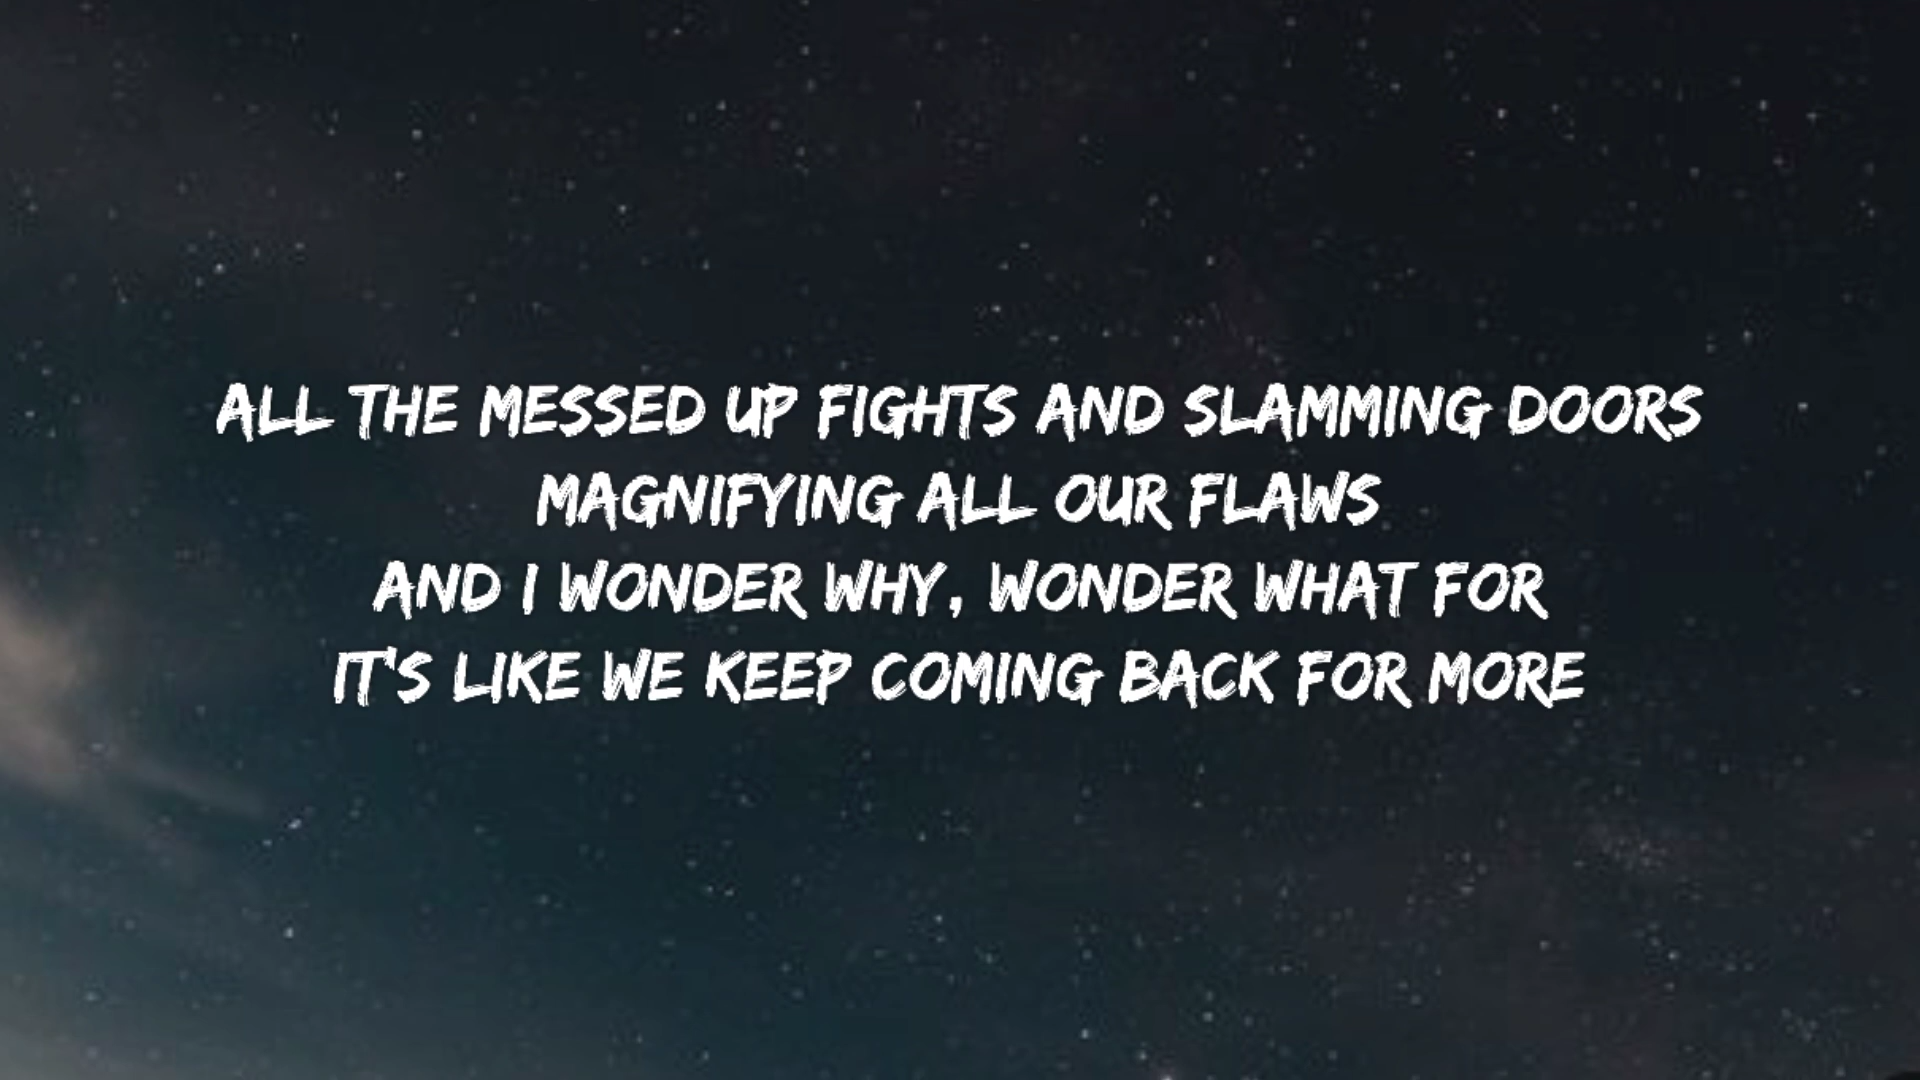 ALL THE MESSED UP FIGHTS AND SLAMMING DOORS
MAGNIFYING ALL OUR FLAWS
AND I WONDER WHY, WONDER WHAT FOR
IT'S LIKE WE KEEP COMING BACK FOR MORE